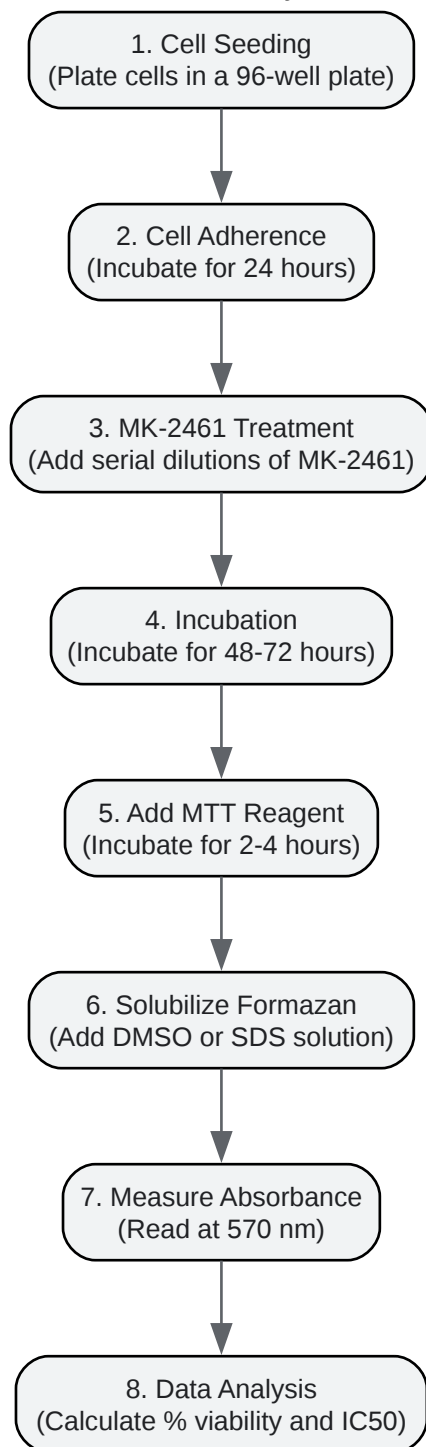 1. Cell Seeding
(Plate cells in a 96-well plate)
2. Cell Adherence
(Incubate for 24 hours)
3. MK-2461 Treatment
(Add serial dilutions of MK-2461)
4. Incubation
(Incubate for 48-72 hours)
5. Add MTT Reagent
(Incubate for 2-4 hours)
6. Solubilize Formazan
(Add DMSO or SDS solution)
7. Measure Absorbance
(Read at 570 nm)
8. Data Analysis
(Calculate % viability and IC50)